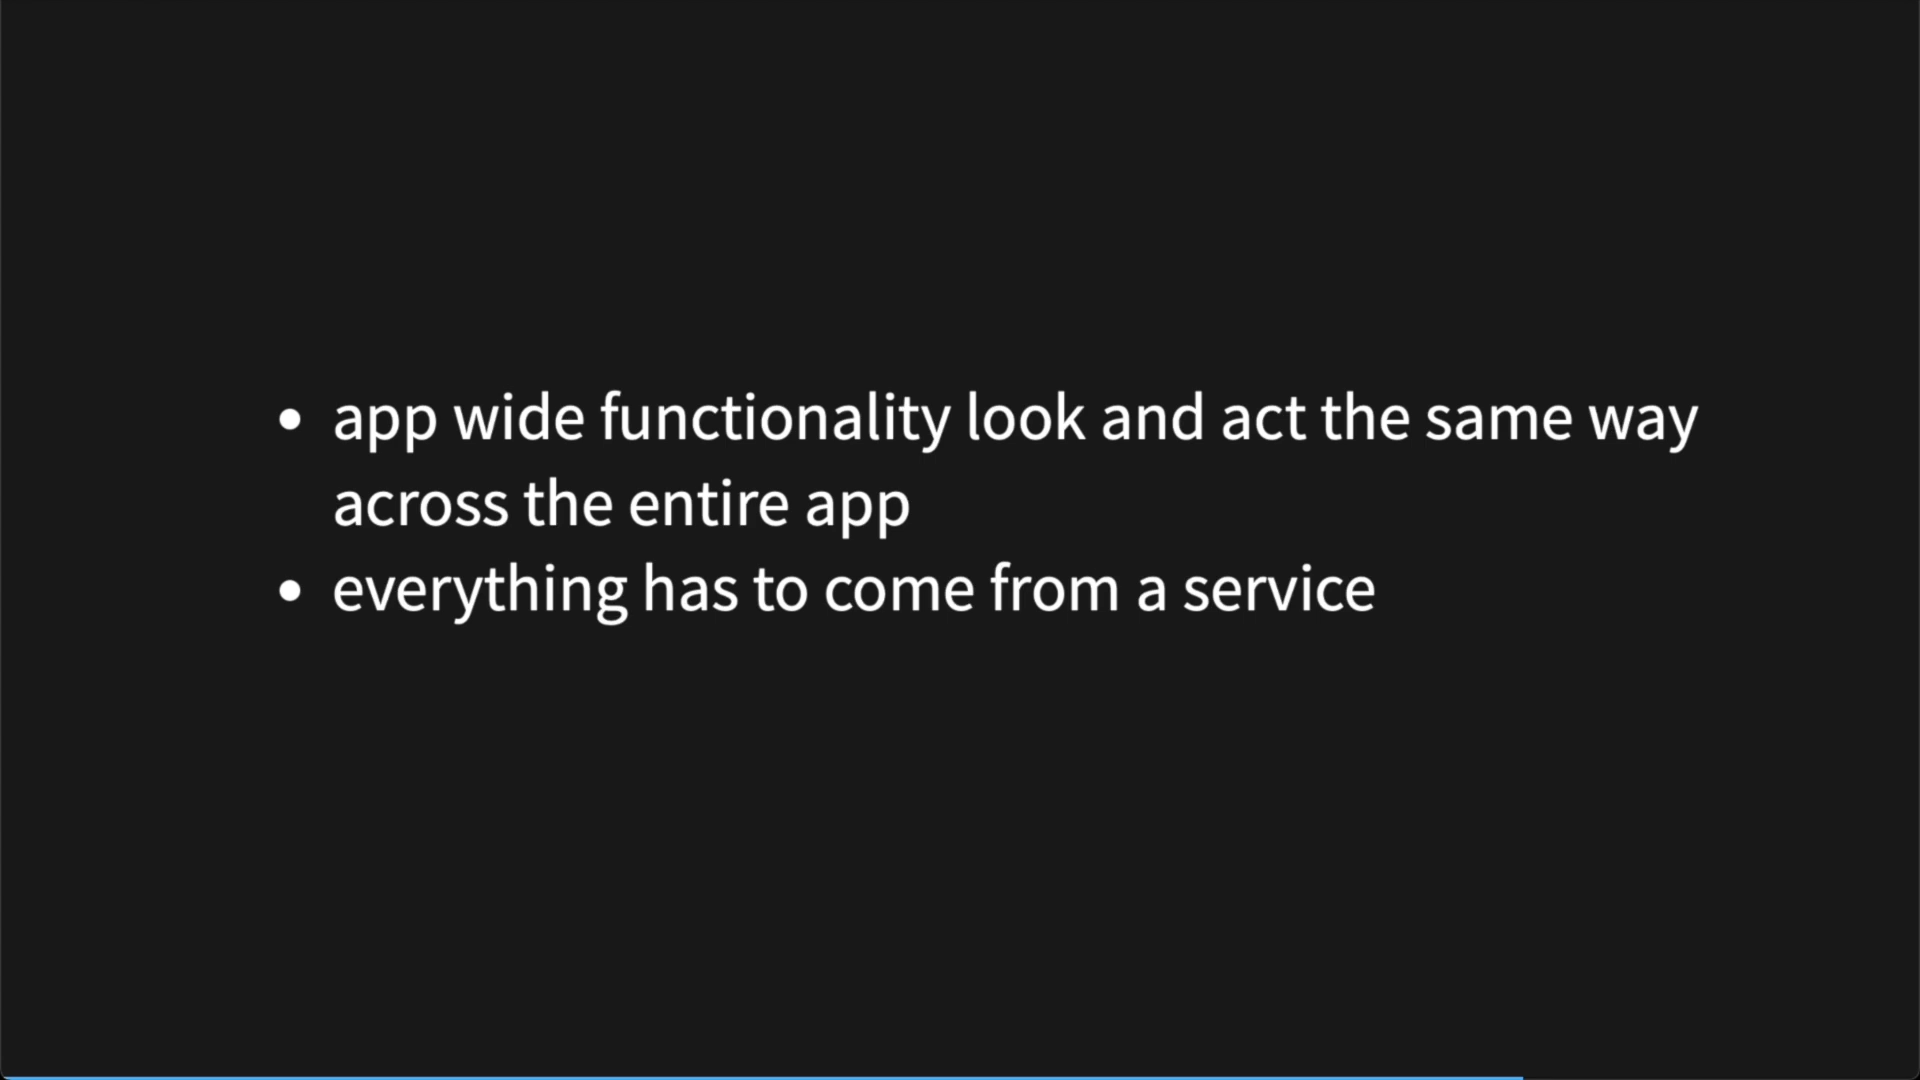 • app wide functionality look and act the same way
across the entire app
• everything has to come from a service